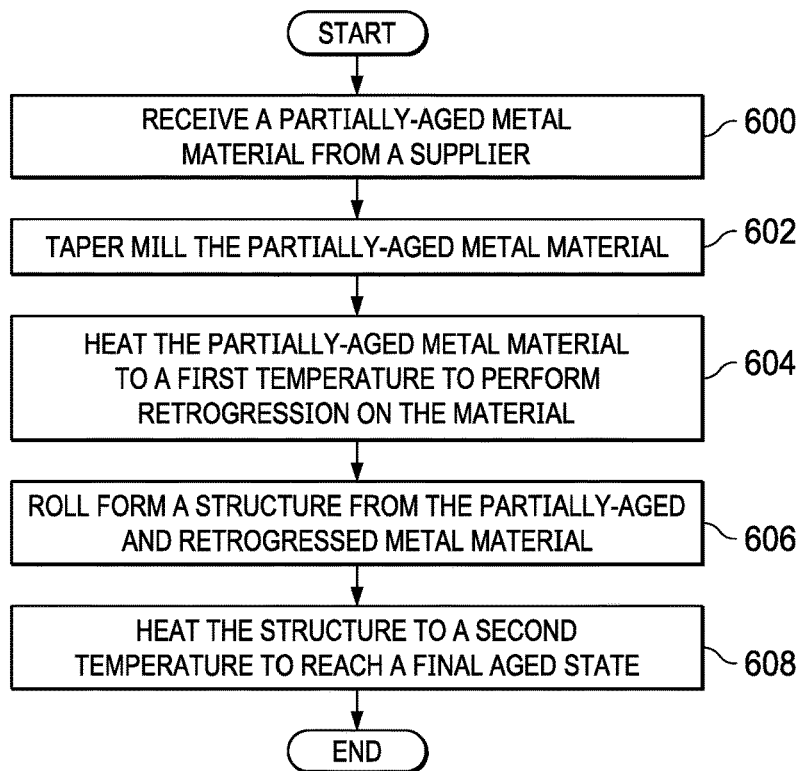 START
RECEIVE A PARTIALLY-AGED METAL
MATERIAL FROM A SUPPLIER
600
TAPER MILL THE PARTIALLY-AGED METAL MATERIAL
602
HEAT THE PARTIALLY-AGED METAL MATERIAL
TO A FIRST TEMPERATURE TO PERFORM
RETROGRESSION ON THE MATERIAL
604
ROLL FORM A STRUCTURE FROM THE PARTIALLY-AGED
AND RETROGRESSED METAL MATERIAL
606
HEAT THE STRUCTURE TO A SECOND
TEMPERATURE TO REACH A FINAL AGED STATE
608
END